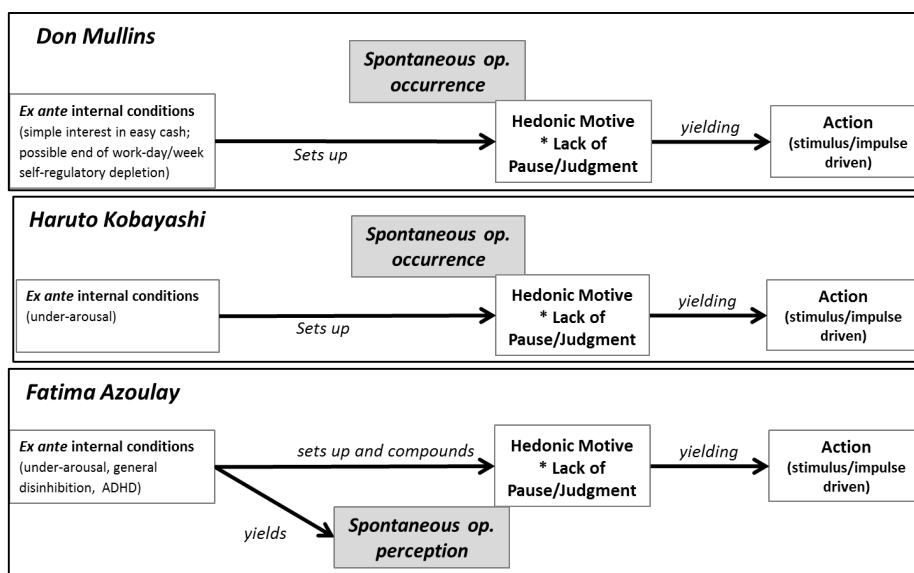 Don Mullins
Spontaneous op.
occurrence
Ex ante internal conditions
(simple interest in easy cash;
possible end of work-day/week
self-regulatory depletion)
Sets up
Hedonic Motive
* Lack of
Pause/Judgment
yielding
Action
(stimulus/impulse
driven)
Haruto Kobayashi
Spontaneous op.
occurrence
Ex ante internal conditions
(under-arousal)
Sets up
Hedonic Motive
* Lack of
Pause/Judgment
yielding
Action
(stimulus/impulse
driven)
Fatima Azoulay
Ex ante internal conditions
(under-arousal, general
disinhibition, ADHD)
sets up and compounds
Hedonic Motive
* Lack of
Pause/Judgment
yielding
Action
(stimulus/impulse
driven)
yields
Spontaneous op.
perception